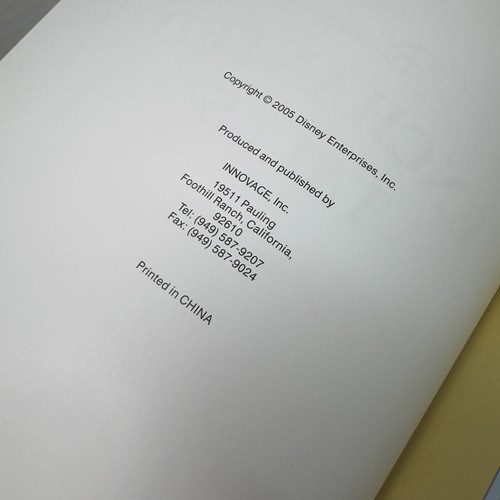 Copyright © 2005 Disney Enterprises, Inc.
Produced and published by
INNOVAGE, Inc.
19511 Pauling
Foothill Ranch, California,
92610
Tel: (949) 587-9207
Fax: (949) 587-9024
Printed in CHINA